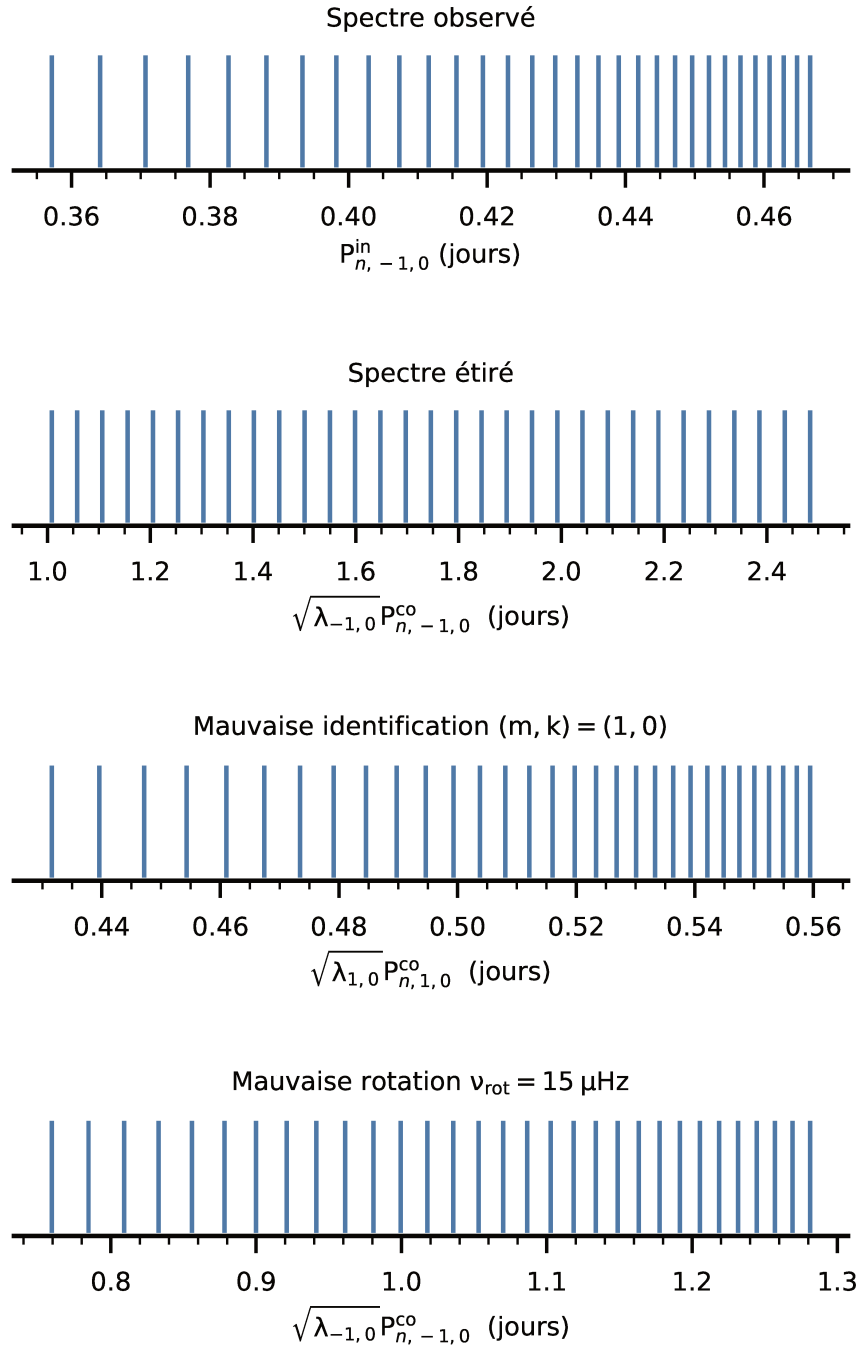 Spectre observé
0.36 0.38 0.40 0.42 0.44 0.46
P^in_{n, −1, 0} (jours)
Spectre étiré
1.0 1.2 1.4 1.6 1.8 2.0 2.2 2.4
√λ_{−1, 0} P^co_{n, −1, 0} (jours)
Mauvaise identification (m, k) = (1, 0)
0.44 0.46 0.48 0.50 0.52 0.54 0.56
√λ_{1, 0} P^co_{n, 1, 0} (jours)
Mauvaise rotation ν_rot = 15 µHz
0.8 0.9 1.0 1.1 1.2 1.3
√λ_{−1, 0} P^co_{n, −1, 0} (jours)